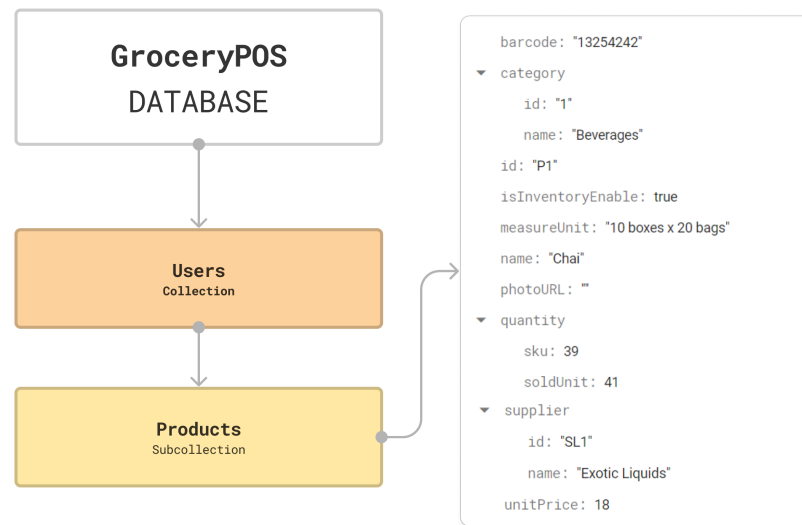 GroceryPOS
DATABASE
Users
Collection
Products
Subcollection
barcode: "13254242"
category
id: "1"
name: "Beverages"
id: "P1"
isInventoryEnable: true
measureUnit: "10 boxes x 20 bags"
name: "Chai"
photoURL: ""
quantity
sku: 39
soldUnit: 41
supplier
id: "SL1"
name: "Exotic Liquids"
unitPrice: 18